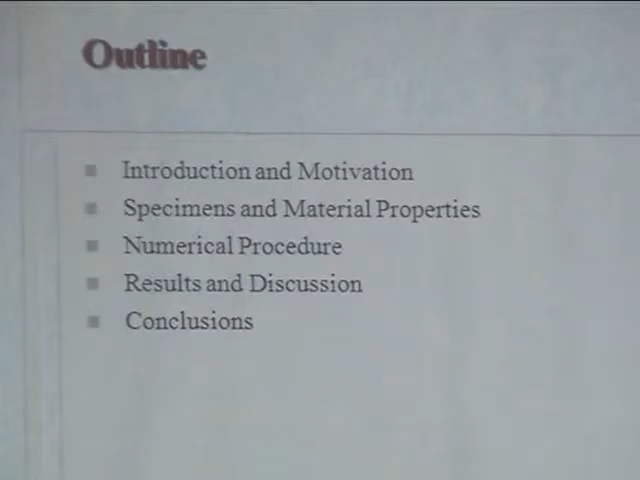 Outline
Introduction and Motivation
Specimens and Material Properties
Numerical Procedure
Results and Discussion
Conclusions